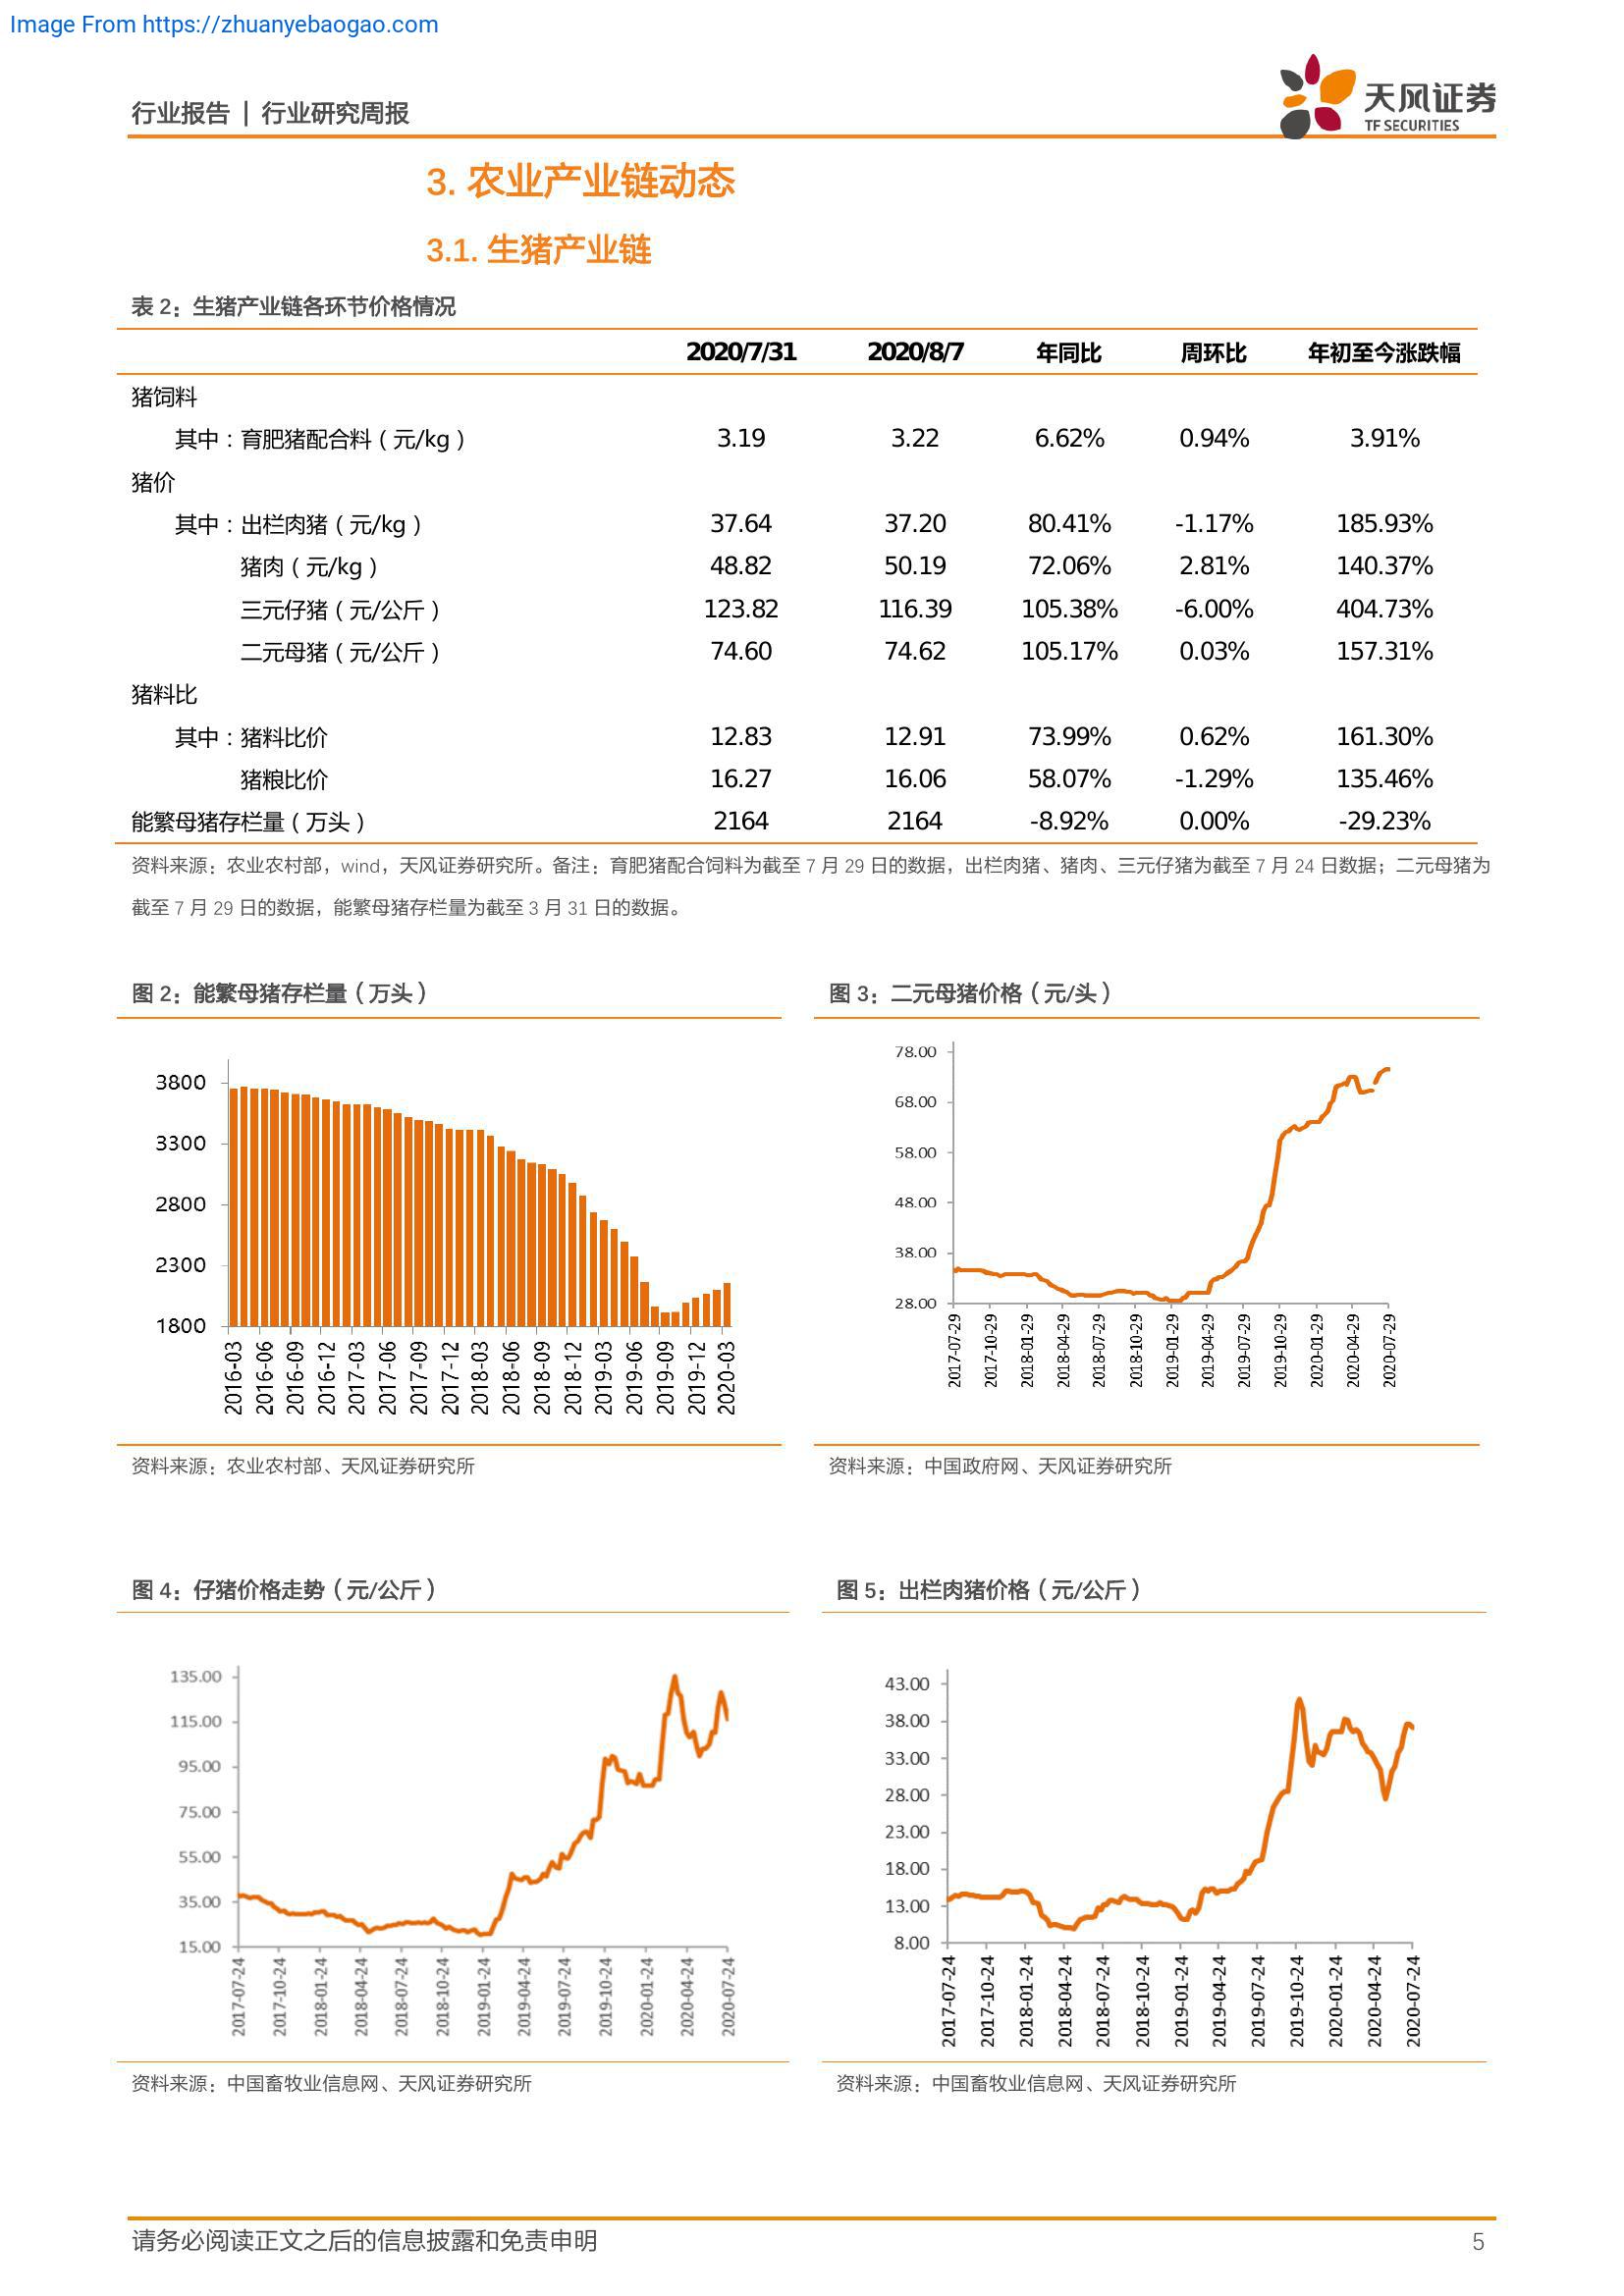 Image From https://zhuanyebaogao.com
行业报告 | 行业研究周报
天风证券
TF SECURITIES
3. 农业产业链动态
3.1. 生猪产业链
表 2：生猪产业链各环节价格情况
2020/7/31 2020/8/7 年同比 周环比 年初至今涨跌幅
猪饲料
其中：育肥猪配合料（元/kg） 3.19 3.22 6.62% 0.94% 3.91%
猪价
其中：出栏肉猪（元/kg） 37.64 37.20 80.41% -1.17% 185.93%
猪肉（元/kg） 48.82 50.19 72.06% 2.81% 140.37%
三元仔猪（元/公斤） 123.82 116.39 105.38% -6.00% 404.73%
二元母猪（元/公斤） 74.60 74.62 105.17% 0.03% 157.31%
猪料比
其中：猪料比价 12.83 12.91 73.99% 0.62% 161.30%
猪粮比价 16.27 16.06 58.07% -1.29% 135.46%
能繁母猪存栏量（万头） 2164 2164 -8.92% 0.00% -29.23%
资料来源：农业农村部，wind，天风证券研究所。备注：育肥猪配合饲料为截至 7 月 29 日的数据，出栏肉猪、猪肉、三元仔猪为截至 7 月 24 日数据；二元母猪为
截至 7 月 29 日的数据，能繁母猪存栏量为截至 3 月 31 日的数据。
图 2：能繁母猪存栏量（万头）
3800
3300
2800
2300
1800
2016-03 2016-06 2016-09 2016-12 2017-03 2017-06 2017-09 2017-12 2018-03 2018-06 2018-09 2018-12 2019-03 2019-06 2019-09 2019-12 2020-03
资料来源：农业农村部、天风证券研究所
图 3：二元母猪价格（元/头）
78.00
68.00
58.00
48.00
38.00
28.00
2017-07-29 2017-10-29 2018-01-29 2018-04-29 2018-07-29 2018-10-29 2019-01-29 2019-04-29 2019-07-29 2019-10-29 2020-01-29 2020-04-29 2020-07-29
资料来源：中国政府网、天风证券研究所
图 4：仔猪价格走势（元/公斤）
135.00
115.00
95.00
75.00
55.00
35.00
15.00
2017-07-24 2017-10-24 2018-01-24 2018-04-24 2018-07-24 2018-10-24 2019-01-24 2019-04-24 2019-07-24 2019-10-24 2020-01-24 2020-04-24 2020-07-24
资料来源：中国畜牧业信息网、天风证券研究所
图 5：出栏肉猪价格（元/公斤）
43.00
38.00
33.00
28.00
23.00
18.00
13.00
8.00
2017-07-24 2017-10-24 2018-01-24 2018-04-24 2018-07-24 2018-10-24 2019-01-24 2019-04-24 2019-07-24 2019-10-24 2020-01-24 2020-04-24 2020-07-24
资料来源：中国畜牧业信息网、天风证券研究所
请务必阅读正文之后的信息披露和免责申明 5